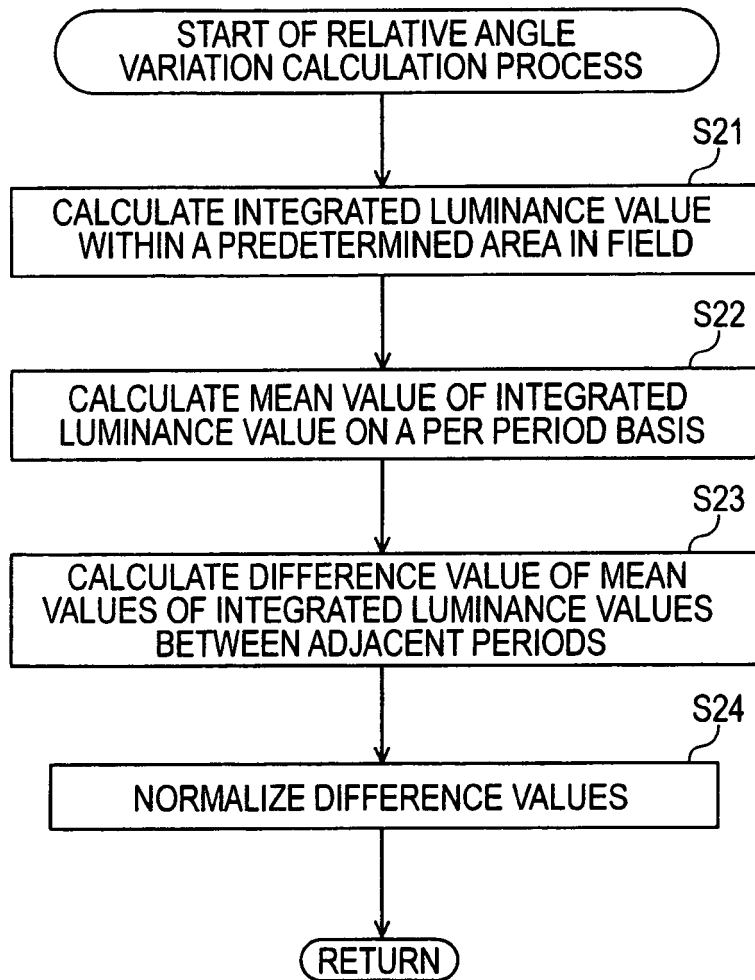 START OF RELATIVE ANGLE
VARIATION CALCULATION PROCESS
S21
CALCULATE INTEGRATED LUMINANCE VALUE
WITHIN A PREDETERMINED AREA IN FIELD
S22
CALCULATE MEAN VALUE OF INTEGRATED
LUMINANCE VALUE ON A PER PERIOD BASIS
S23
CALCULATE DIFFERENCE VALUE OF MEAN
VALUES OF INTEGRATED LUMINANCE VALUES
BETWEEN ADJACENT PERIODS
S24
NORMALIZE DIFFERENCE VALUES
RETURN